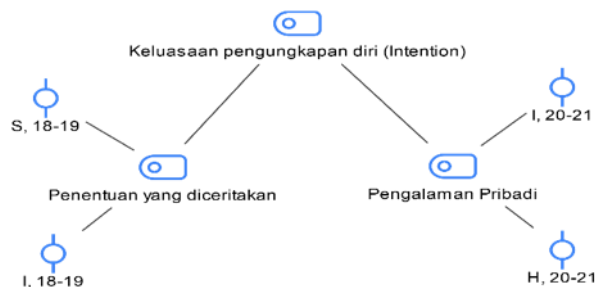 Keluasaan pengungkapan diri (Intention)
S, 18-19
I, 20-21
Penentuan yang diceritakan
Pengalaman Pribadi
I, 18-19
H, 20-21